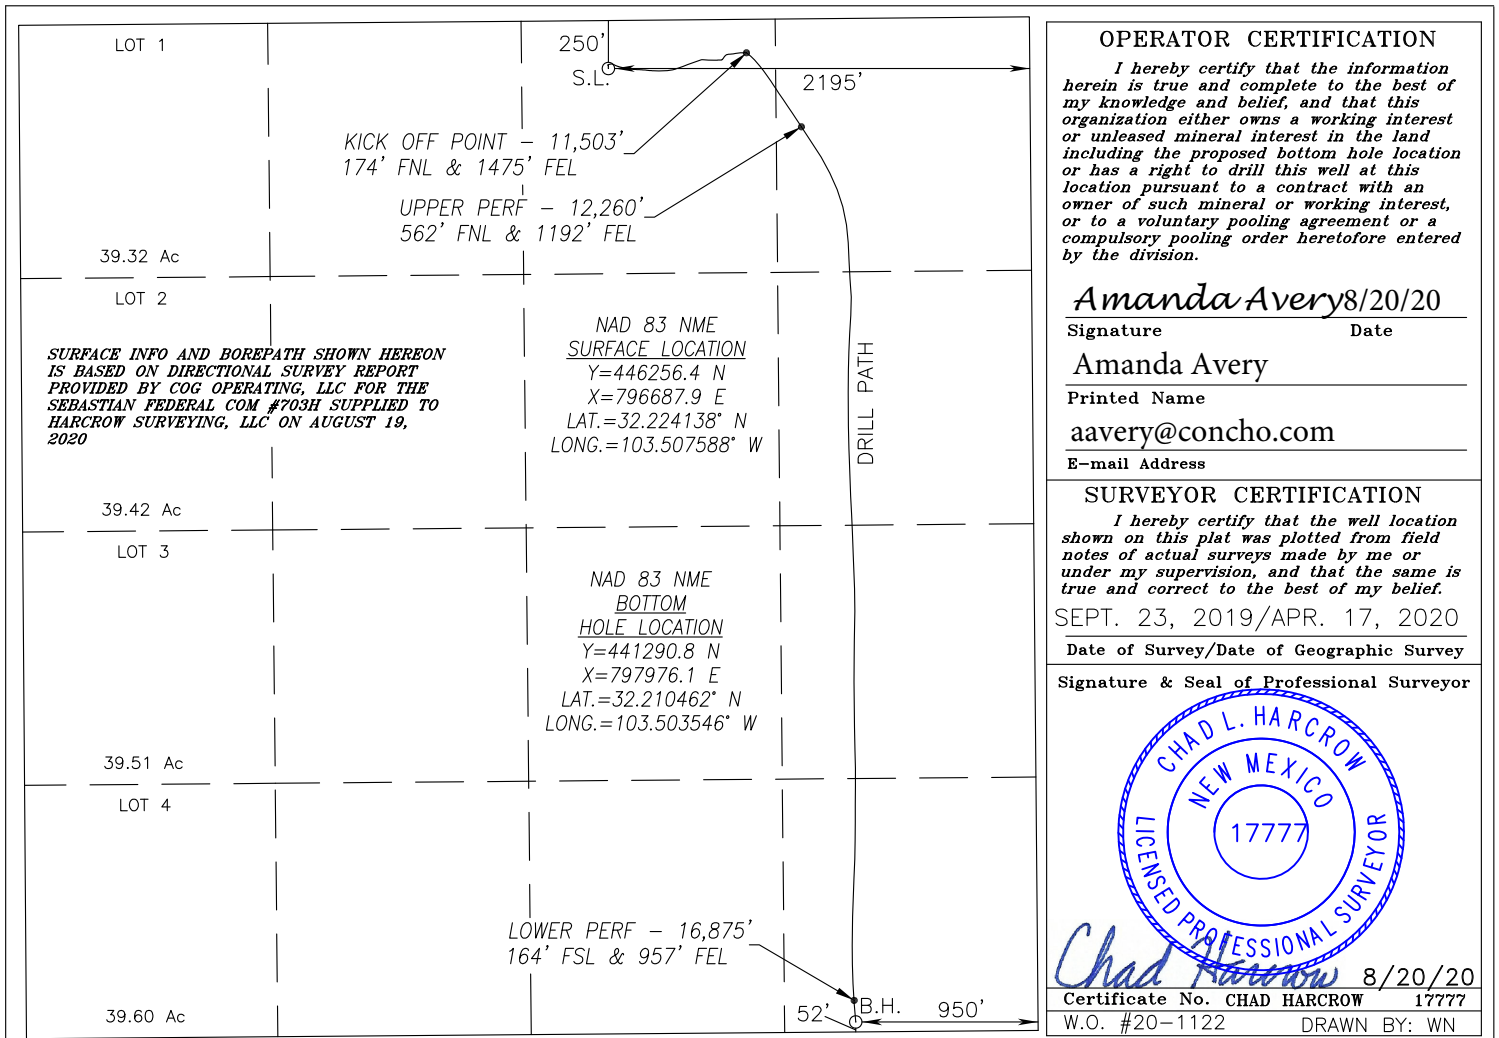 LOT 1
250'
S.L.
2195'
KICK OFF POINT – 11,503'
174' FNL & 1475' FEL
UPPER PERF – 12,260'
562' FNL & 1192' FEL
39.32 Ac
LOT 2
SURFACE INFO AND BOREPATH SHOWN HEREON
IS BASED ON DIRECTIONAL SURVEY REPORT
PROVIDED BY COG OPERATING, LLC FOR THE
SEBASTIAN FEDERAL COM #703H SUPPLIED TO
HARCROW SURVEYING, LLC ON AUGUST 19,
2020
NAD 83 NME
SURFACE LOCATION
Y=446256.4 N
X=796687.9 E
LAT.=32.224138° N
LONG.=103.507588° W
DRILL PATH
39.42 Ac
LOT 3
NAD 83 NME
BOTTOM
HOLE LOCATION
Y=441290.8 N
X=797976.1 E
LAT.=32.210462° N
LONG.=103.503546° W
39.51 Ac
LOT 4
LOWER PERF – 16,875'
164' FSL & 957' FEL
39.60 Ac
52'
B.H.
950'
OPERATOR CERTIFICATION
I hereby certify that the information
herein is true and complete to the best of
my knowledge and belief, and that this
organization either owns a working interest
or unleased mineral interest in the land
including the proposed bottom hole location
or has a right to drill this well at this
location pursuant to a contract with an
owner of such mineral or working interest,
or to a voluntary pooling agreement or a
compulsory pooling order heretofore entered
by the division.
Amanda Avery 8/20/20
Signature Date
Amanda Avery
Printed Name
aavery@concho.com
E-mail Address
SURVEYOR CERTIFICATION
I hereby certify that the well location
shown on this plat was plotted from field
notes of actual surveys made by me or
under my supervision, and that the same is
true and correct to the best of my belief.
SEPT. 23, 2019/APR. 17, 2020
Date of Survey/Date of Geographic Survey
Signature & Seal of Professional Surveyor
CHAD L. HARCROW
NEW MEXICO
17777
LICENSED PROFESSIONAL SURVEYOR
Chad Harcrow 8/20/20
Certificate No. CHAD HARCROW 17777
W.O. #20-1122 DRAWN BY: WN